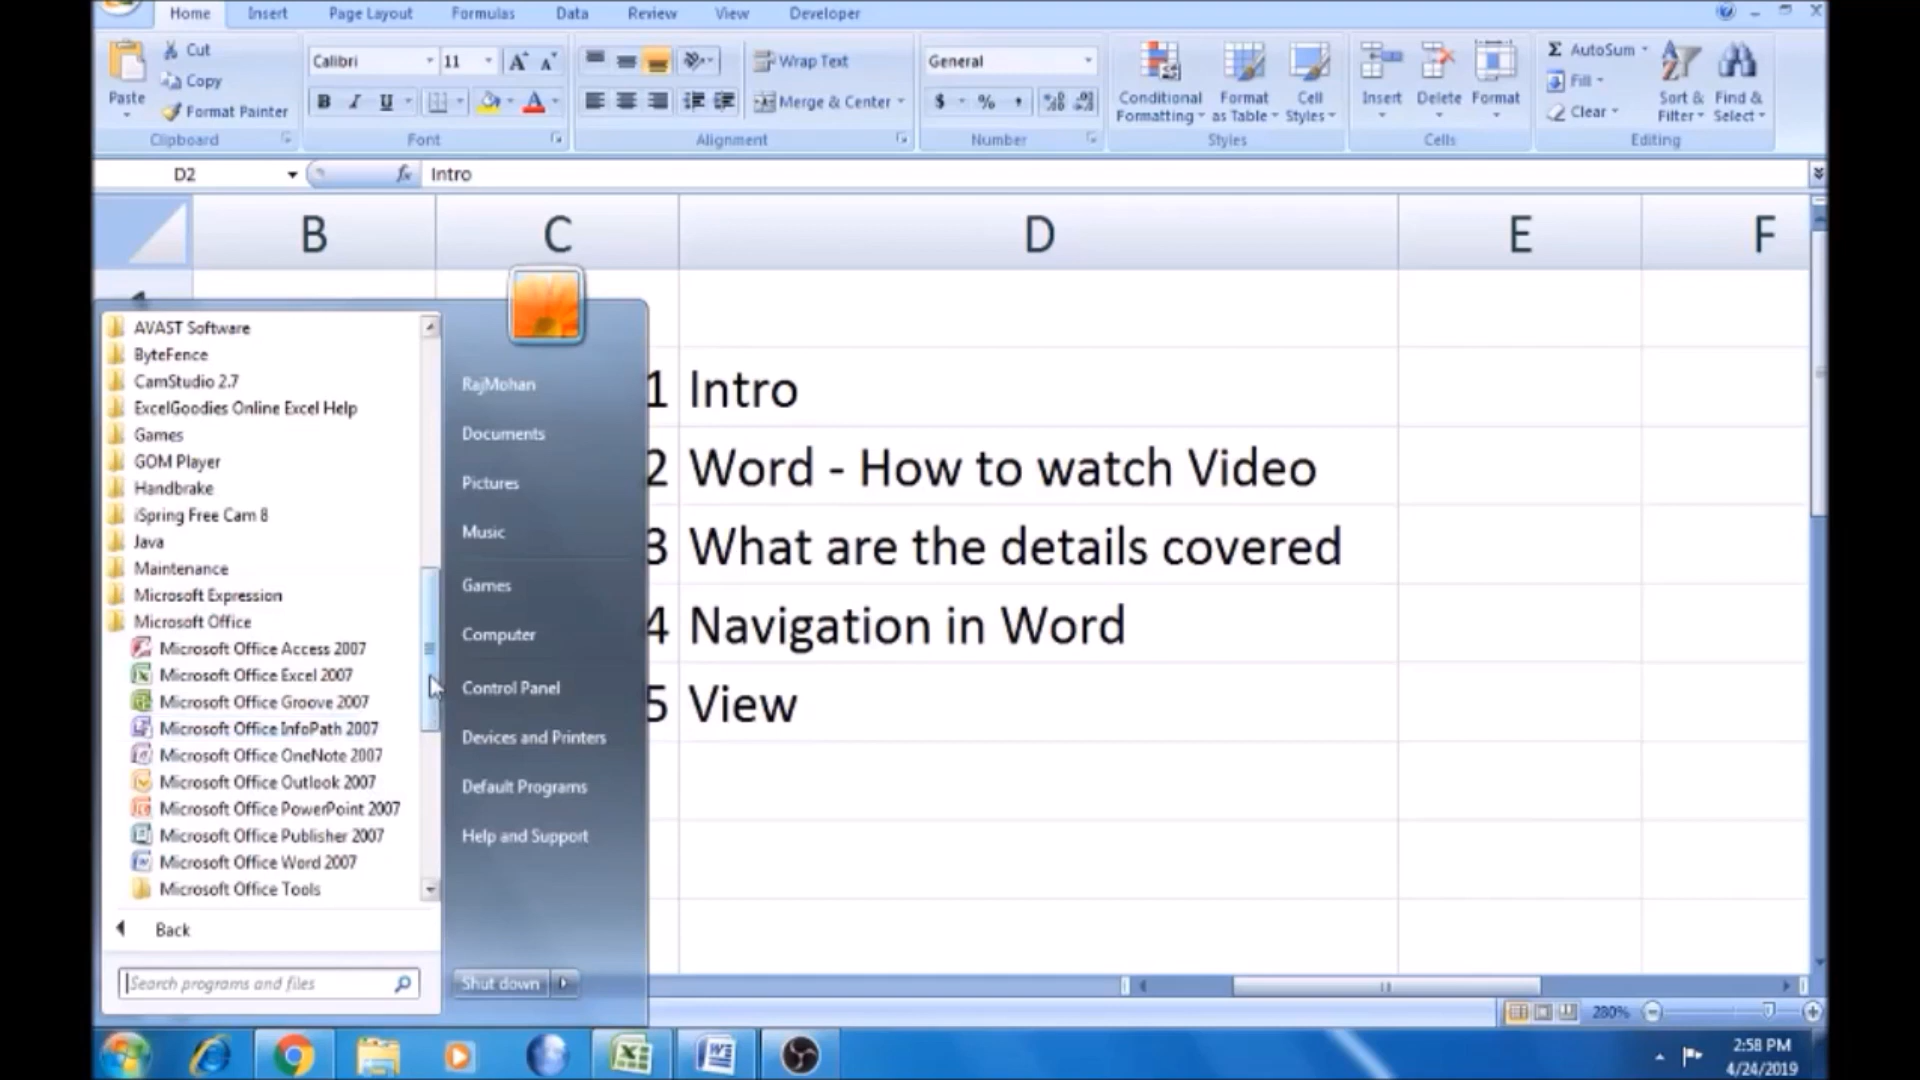 Home Insert Page Layout Formulas Data Review View Developer
Cut
Copy
Format Painter
Paste
Clipboard
Calibri 11
B I U
Font
Wrap Text
Merge & Center
Alignment
General
$ % ,
Number
Conditional Formatting
Format as Table
Cell Styles
Styles
Insert Delete Format
Cells
Σ AutoSum
Fill
Clear
Sort & Filter
Find & Select
Editing
D2 fx Intro
B C D E F
1 Intro
2 Word - How to watch Video
3 What are the details covered
4 Navigation in Word
5 View
AVAST Software
ByteFence
CamStudio 2.7
ExcelGoodies Online Excel Help
Games
GOM Player
Handbrake
iSpring Free Cam 8
Java
Maintenance
Microsoft Expression
Microsoft Office
Microsoft Office Access 2007
Microsoft Office Excel 2007
Microsoft Office Groove 2007
Microsoft Office InfoPath 2007
Microsoft Office OneNote 2007
Microsoft Office Outlook 2007
Microsoft Office PowerPoint 2007
Microsoft Office Publisher 2007
Microsoft Office Word 2007
Microsoft Office Tools
Back
Search programs and files
RajMohan
Documents
Pictures
Music
Games
Computer
Control Panel
Devices and Printers
Default Programs
Help and Support
Shut down
280%
2:58 PM
4/24/2019